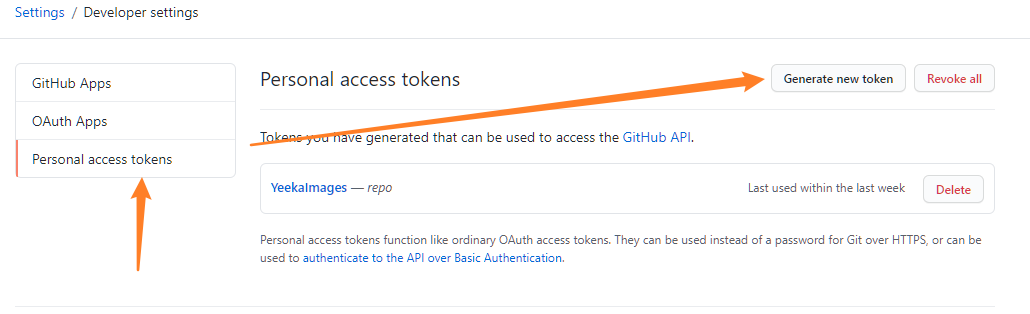 Settings / Developer settings
GitHub Apps
OAuth Apps
Personal access tokens
Personal access tokens
Generate new token
Revoke all
Tokens you have generated that can be used to access the GitHub API.
YeekaImages — repo
Last used within the last week
Delete
Personal access tokens function like ordinary OAuth access tokens. They can be used instead of a password for Git over HTTPS, or can be
used to authenticate to the API over Basic Authentication.